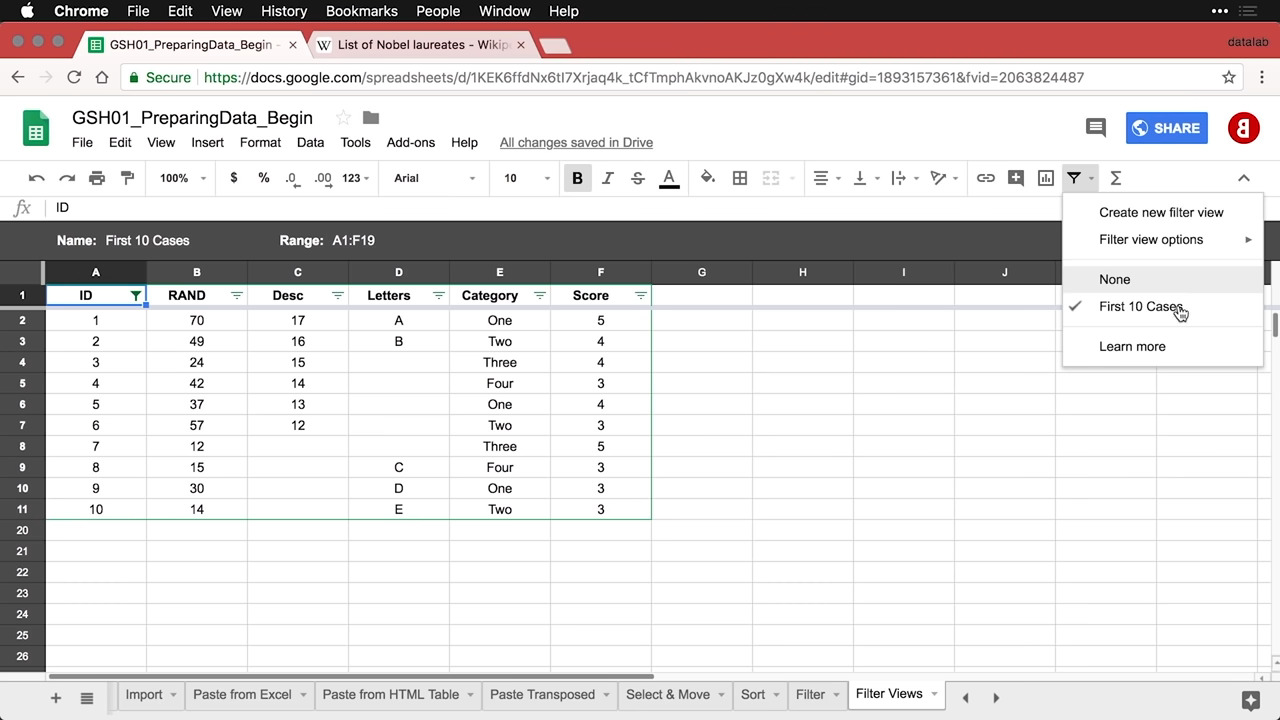 Chrome File Edit View History Bookmarks People Window Help
GSH01_PreparingData_Begin - × List of Nobel laureates - Wikip ×
datalab
Secure https://docs.google.com/spreadsheets/d/1KEK6ffdNx6tI7Xrjaq4k_tCfTmphAkvnoAKJz0gXw4k/edit#gid=1893157361&fvid=2063824487
GSH01_PreparingData_Begin
SHARE
File Edit View Insert Format Data Tools Add-ons Help All changes saved in Drive
100% $ % .0 .00 123 Arial 10 B I S A Σ
fx ID
Create new filter view
Name: First 10 Cases Range: A1:F19
Filter view options
A B C D E F G H I J
None
1 ID RAND Desc Letters Category Score
First 10 Cases
2 1 70 17 A One 5
3 2 49 16 B Two 4
Learn more
4 3 24 15 Three 4
5 4 42 14 Four 3
6 5 37 13 One 4
7 6 57 12 Two 3
8 7 12 Three 5
9 8 15 C Four 3
10 9 30 D One 3
11 10 14 E Two 3
20
21
22
23
24
25
26
Import Paste from Excel Paste from HTML Table Paste Transposed Select & Move Sort Filter Filter Views